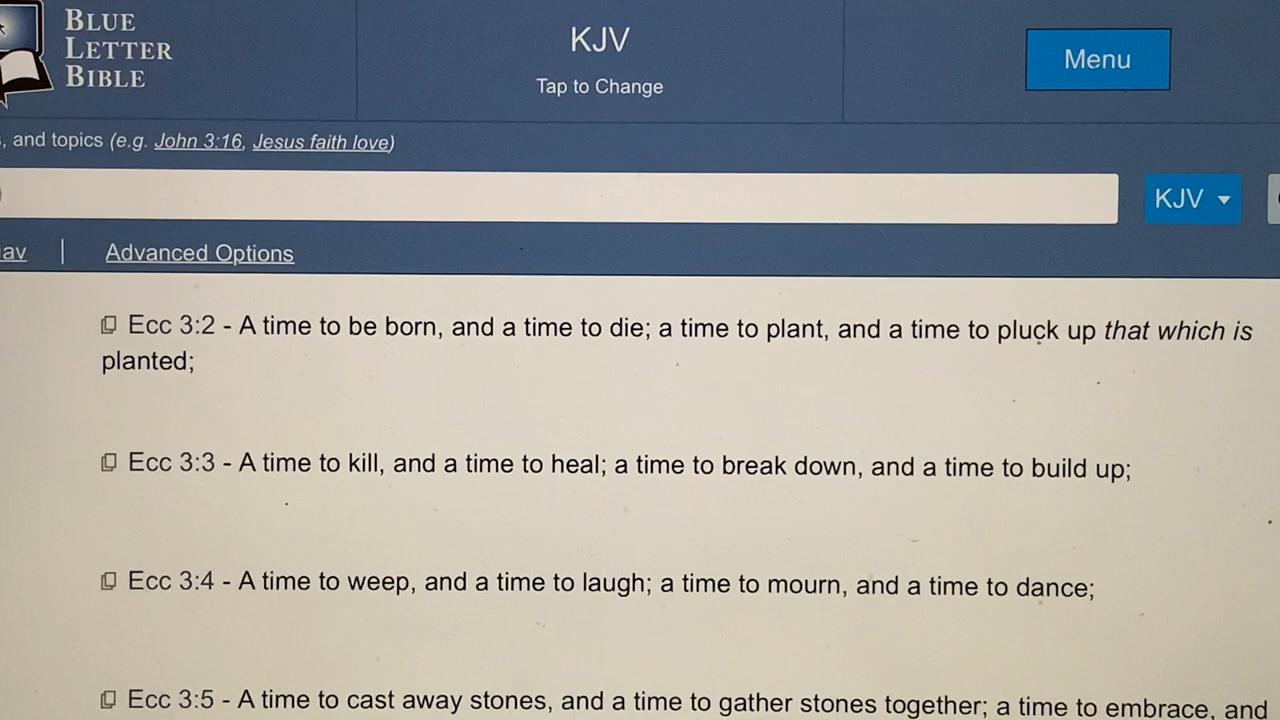 BLUE
LETTER
BIBLE
KJV
Tap to Change
Menu
, and topics (e.g. John 3:16, Jesus faith love)
KJV
av | Advanced Options
Ecc 3:2 - A time to be born, and a time to die; a time to plant, and a time to pluck up that which is
planted;
Ecc 3:3 - A time to kill, and a time to heal; a time to break down, and a time to build up;
Ecc 3:4 - A time to weep, and a time to laugh; a time to mourn, and a time to dance;
Ecc 3:5 - A time to cast away stones, and a time to gather stones together; a time to embrace, and